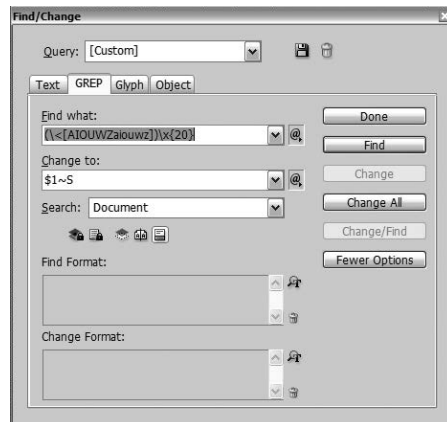 Find/Change
Query: [Custom]
Text GREP Glyph Object
Find what:
(\<[AIOUWZaiouwz])\x{20}
Change to:
$1~S
Search: Document
Find Format:
Change Format:
Done
Find
Change
Change All
Change/Find
Fewer Options